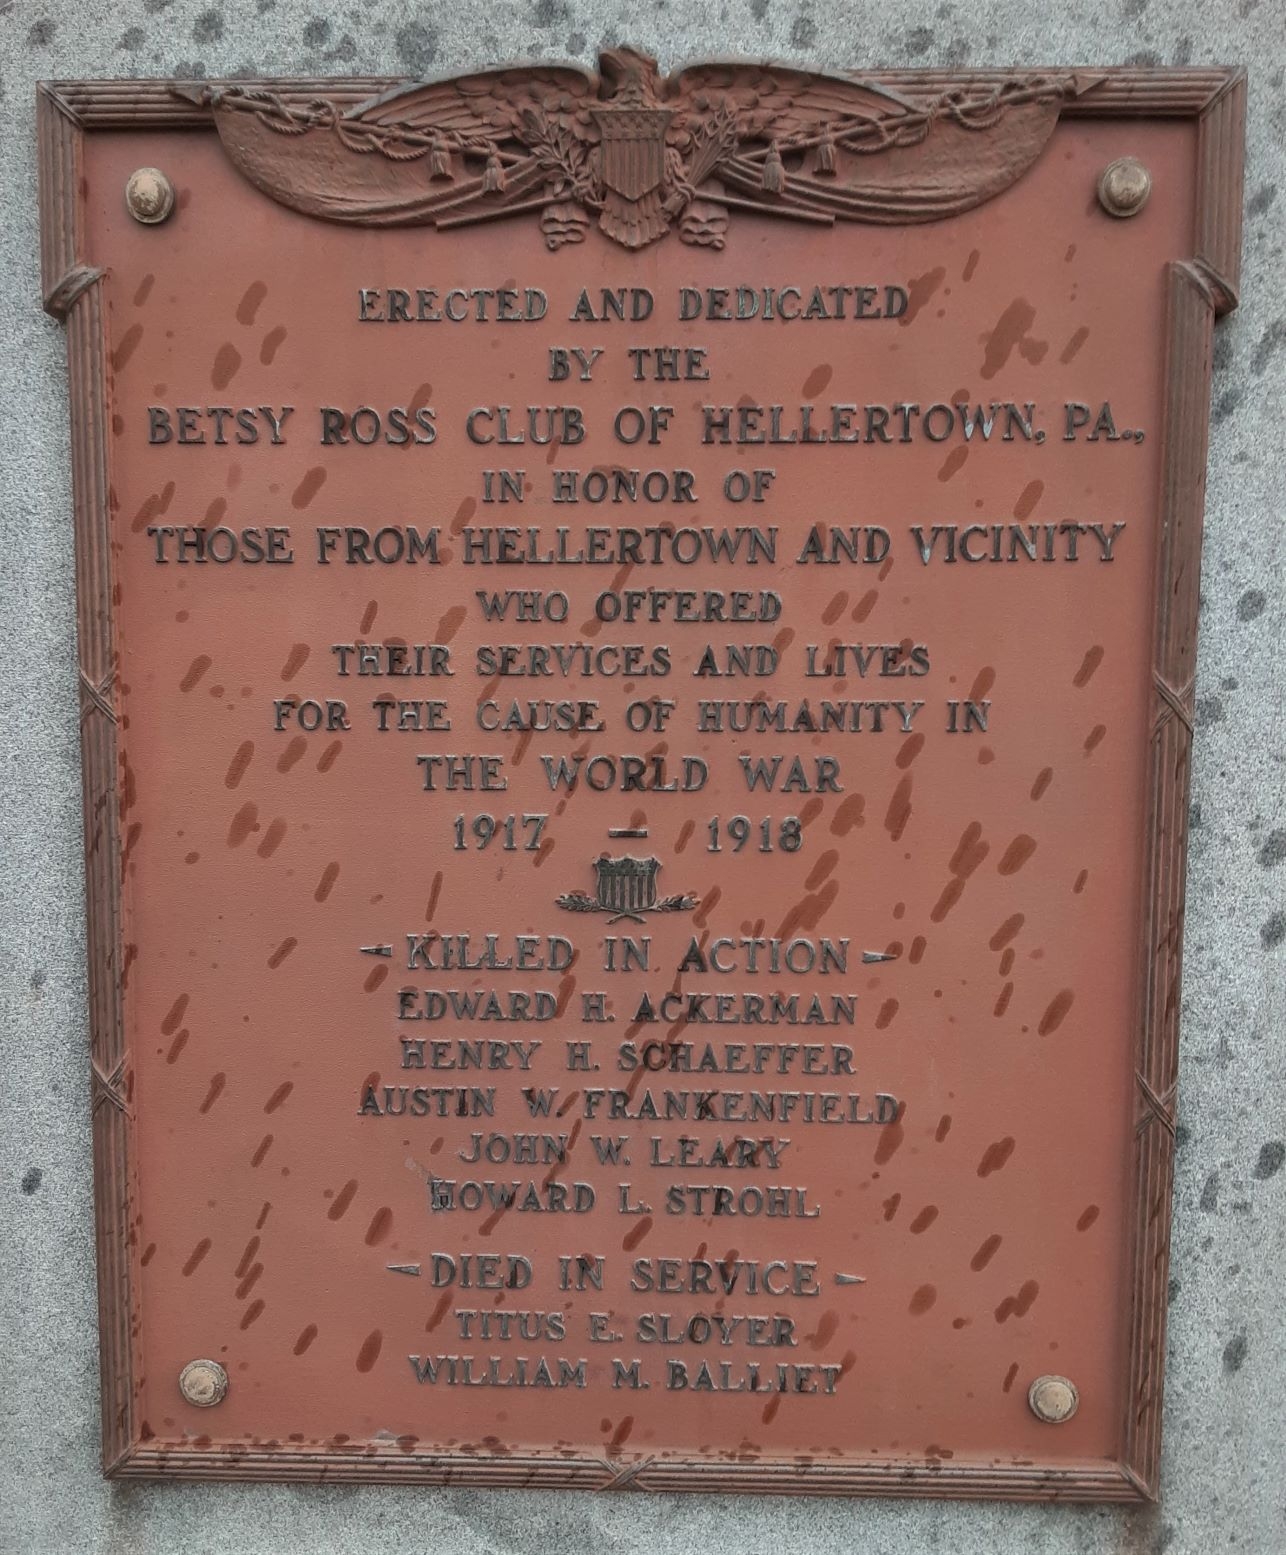 ERECTED AND DEDICATED
BY THE
BETSY ROSS CLUB OF HELLERTOWN, PA.,
IN HONOR OF
THOSE FROM HELLERTOWN AND VICINITY
WHO OFFERED
THEIR SERVICES AND LIVES
FOR THE CAUSE OF HUMANITY IN
THE WORLD WAR
1917 – 1918
KILLED IN ACTION
EDWARD H. ACKERMAN
HENRY H. SCHAEFFER
AUSTIN W. FRANKENFIELD
JOHN W. LEARY
HOWARD L. STROHL
DIED IN SERVICE
TITUS E. SLOYER
WILLIAM M. BALLIET